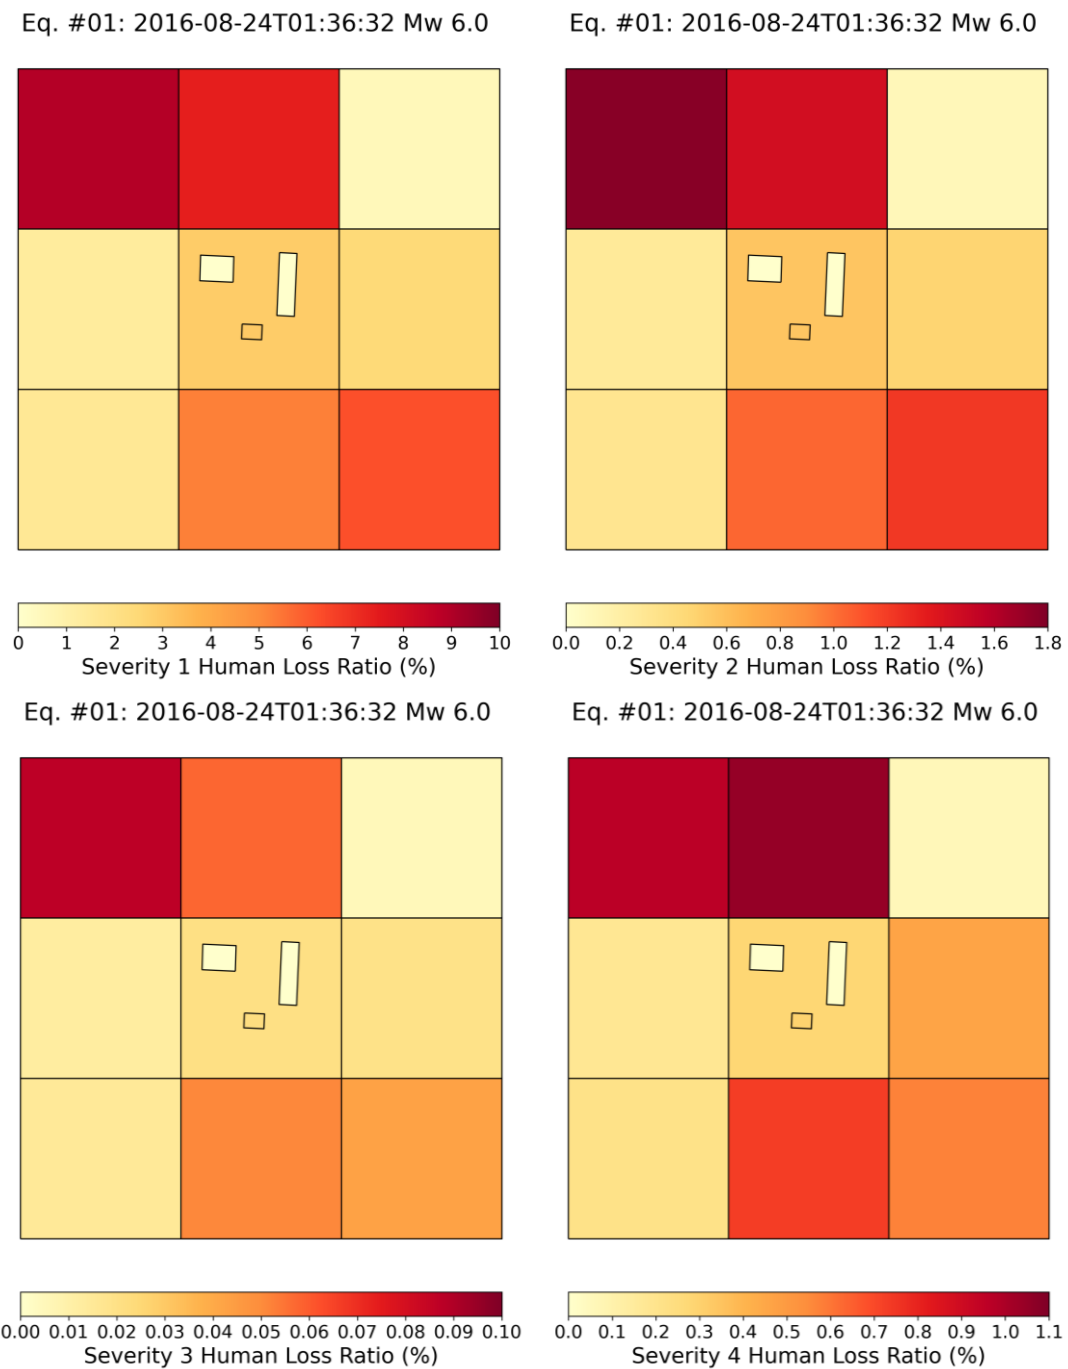 Eq. #01: 2016-08-24T01:36:32 Mw 6.0
Eq. #01: 2016-08-24T01:36:32 Mw 6.0
0 1 2 3 4 5 6 7 8 9 10
Severity 1 Human Loss Ratio (%)
0.0 0.2 0.4 0.6 0.8 1.0 1.2 1.4 1.6 1.8
Severity 2 Human Loss Ratio (%)
Eq. #01: 2016-08-24T01:36:32 Mw 6.0
Eq. #01: 2016-08-24T01:36:32 Mw 6.0
0.00 0.01 0.02 0.03 0.04 0.05 0.06 0.07 0.08 0.09 0.10
Severity 3 Human Loss Ratio (%)
0.0 0.1 0.2 0.3 0.4 0.5 0.6 0.7 0.8 0.9 1.0 1.1
Severity 4 Human Loss Ratio (%)